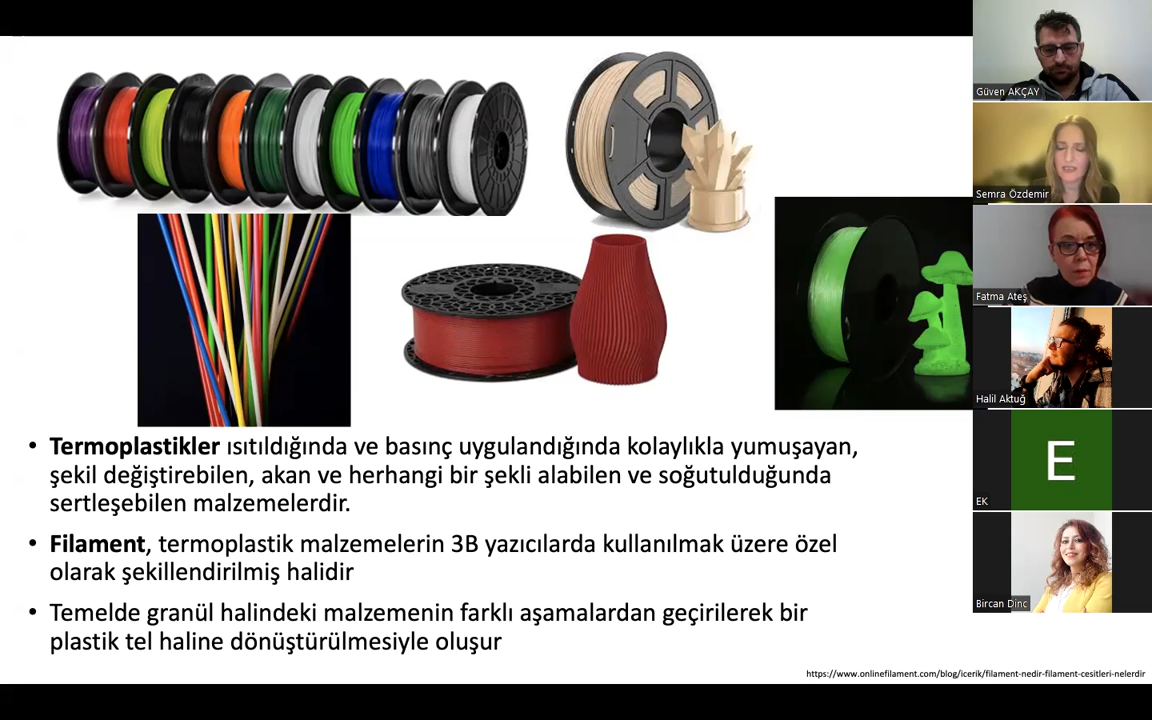 Güven AKÇAY
Semra Özdemir
Fatma Ateş
Halil Aktuğ
E
EK
Bircan Dinc
• Termoplastikler ısıtıldığında ve basınç uygulandığında kolaylıkla yumuşayan,
şekil değiştirebilen, akan ve herhangi bir şekli alabilen ve soğutulduğunda
sertleşebilen malzemelerdir.
• Filament, termoplastik malzemelerin 3B yazıcılarda kullanılmak üzere özel
olarak şekillendirilmiş halidir
• Temelde granül halindeki malzemenin farklı aşamalardan geçirilerek bir
plastik tel haline dönüştürülmesiyle oluşur
https://www.onlinefilament.com/blog/icerik/filament-nedir-filament-cesitleri-nelerdir